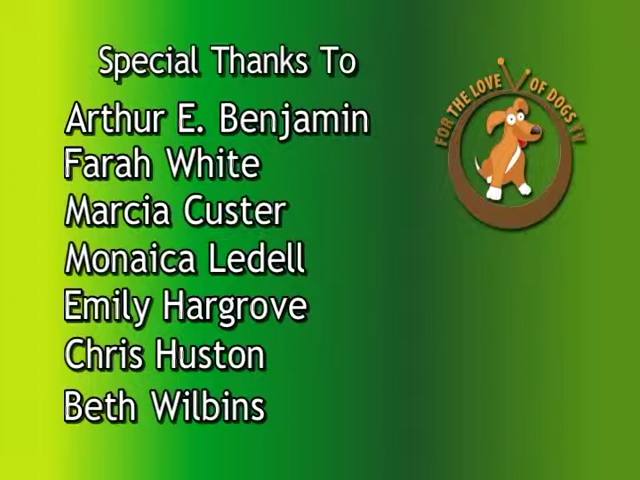 Special Thanks To
Arthur E. Benjamin
Farah White
Marcia Custer
Monaica Ledell
Emily Hargrove
Chris Huston
Beth Wilbins
FOR THE LOVE OF DOGS TV